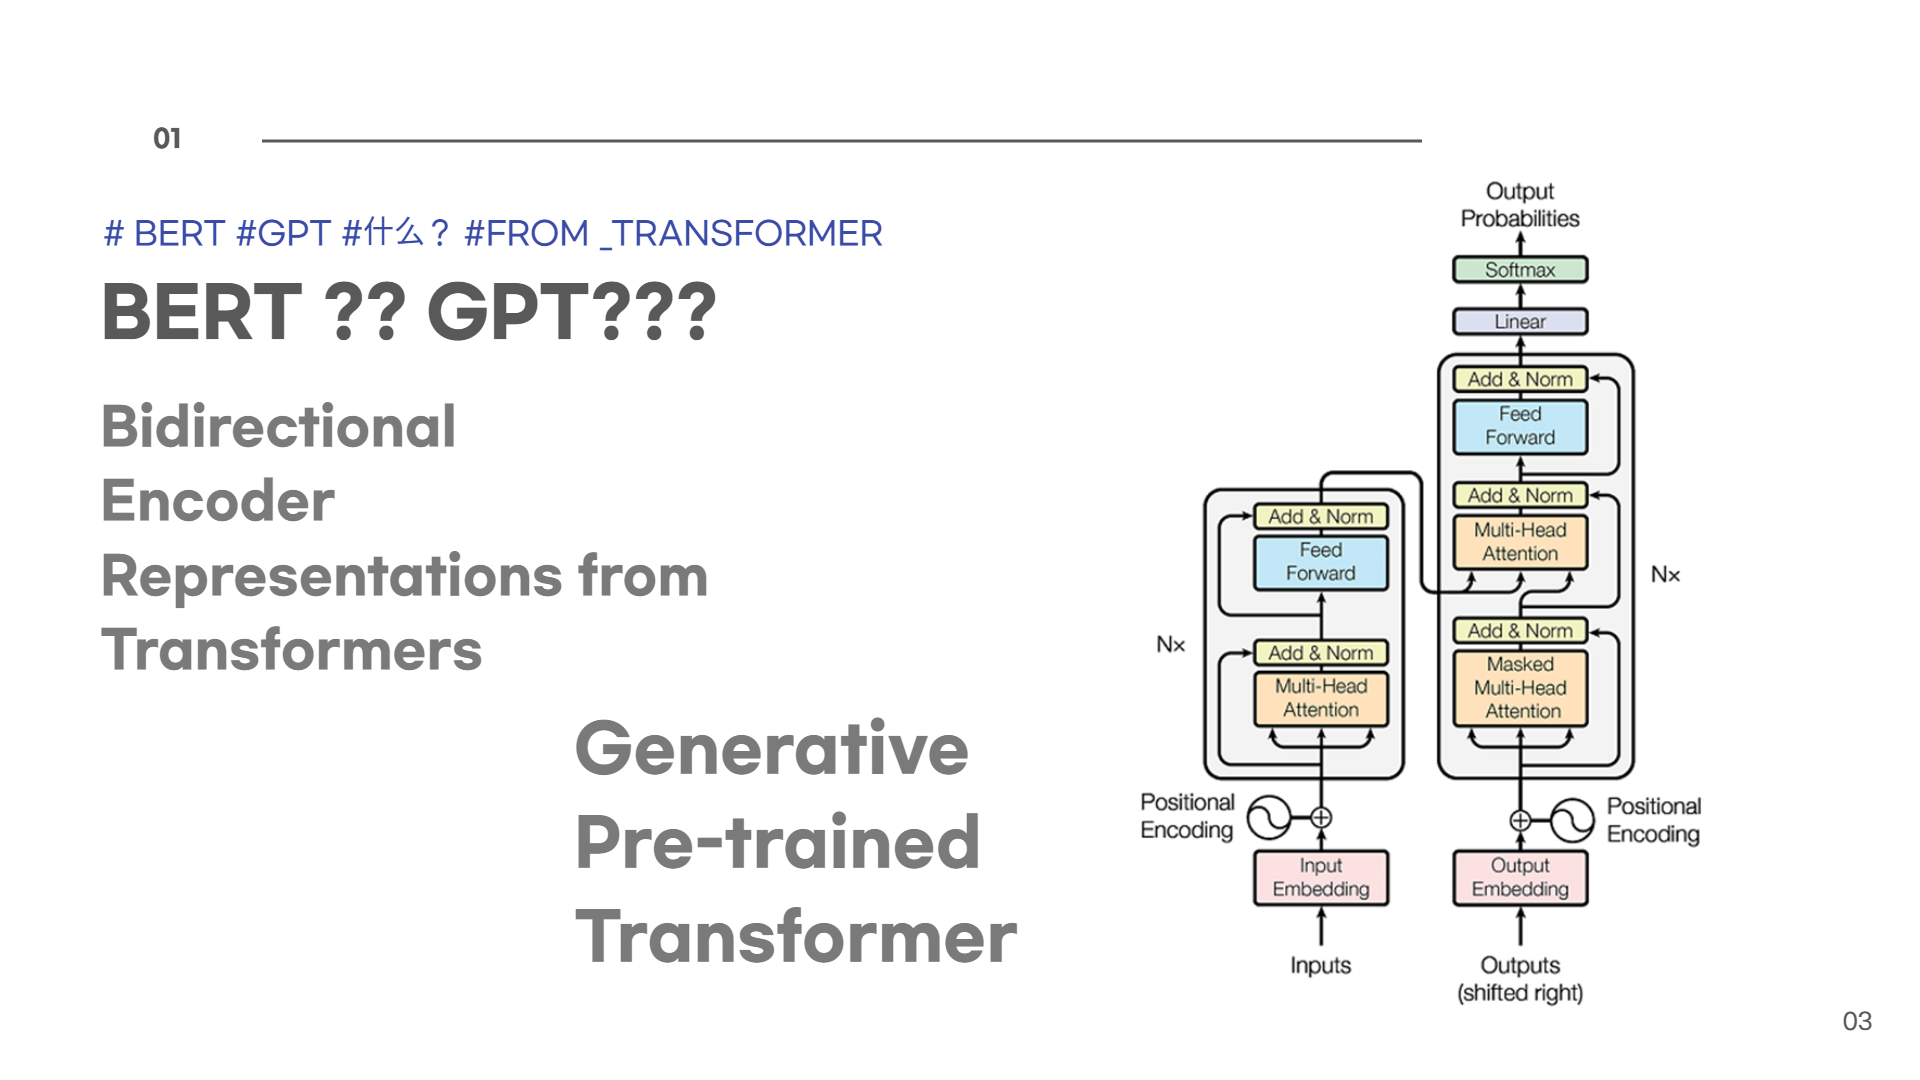 01
# BERT #GPT #什么? #FROM _TRANSFORMER
BERT ?? GPT???
Bidirectional
Encoder
Representations from
Transformers
Generative
Pre-trained
Transformer
Output
Probabilities
Softmax
Linear
Add & Norm
Feed
Forward
Add & Norm
Multi-Head
Attention
Nx
Add & Norm
Masked
Multi-Head
Attention
Add & Norm
Feed
Forward
Nx
Add & Norm
Multi-Head
Attention
Positional
Encoding
Positional
Encoding
Input
Embedding
Output
Embedding
Inputs
Outputs
(shifted right)
03